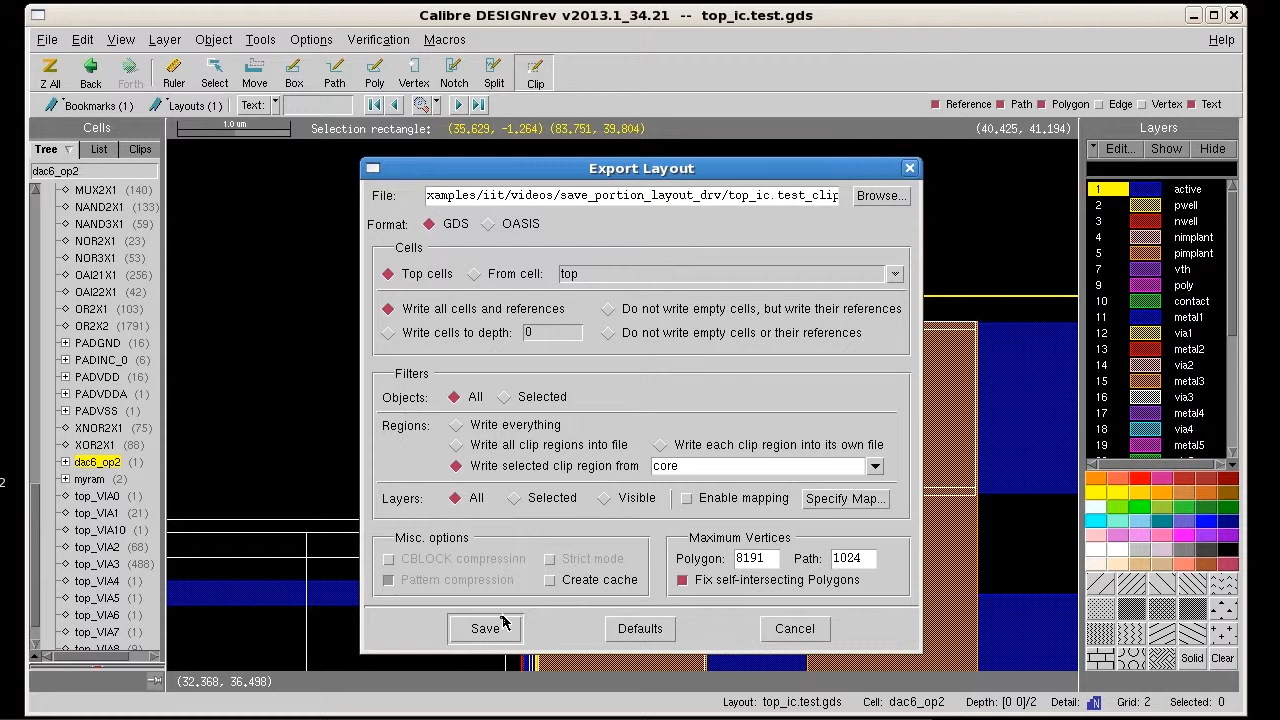 Calibre DESIGNrev v2013.1_34.21 -- top_ic.test.gds
File Edit View Layer Object Tools Options Verification Macros Help
Z All Back Forth Ruler Select Move Box Path Poly Vertex Notch Split Clip
Bookmarks (1) Layouts (1) Text: Reference Path Polygon Edge Vertex Text
Cells
1.0 um
Selection rectangle: (35.629, -1.264) (83.751, 39.804) (40.425, 41.194)
Layers
Tree List Clips
Edit... Show Hide
dac6_op2
MUX2X1 (140)
NAND2X1 (133)
NAND3X1 (59)
NOR2X1 (23)
NOR3X1 (53)
OAI21X1 (256)
OAI22X1 (42)
OR2X1 (103)
OR2X2 (1791)
PADGND (16)
PADINC_0 (6)
PADVDD (16)
PADVDDA (1)
PADVSS (1)
XNOR2X1 (75)
XOR2X1 (88)
dac6_op2 (1)
myram (2)
top_VIA0 (1)
top_VIA1 (21)
top_VIA10 (1)
top_VIA2 (68)
top_VIA3 (488)
top_VIA4 (1)
top_VIA5 (1)
top_VIA6 (1)
top_VIA7 (1)
top_VIA8 (9)
Export Layout
File: xamples/iit/videos/save_portion_layout_drv/top_ic.test_clip Browse...
Format: GDS OASIS
Cells
Top cells From cell: top
Write all cells and references Do not write empty cells, but write their references
Write cells to depth: 0 Do not write empty cells or their references
Filters
Objects: All Selected
Regions: Write everything
Write all clip regions into file Write each clip region into its own file
Write selected clip region from core
Layers: All Selected Visible Enable mapping Specify Map...
Misc. options
CBLOCK compression Strict mode
Pattern compression Create cache
Maximum Vertices
Polygon: 8191 Path: 1024
Fix self-intersecting Polygons
Save Defaults Cancel
1 active
2 pwell
3 nwell
4 nimplant
5 pimplant
7 vth
9 poly
10 contact
11 metal1
12 via1
13 metal2
14 via2
15 metal3
16 via3
17 metal4
18 via4
19 metal5
Solid Clear
2
(32.368, 36.498)
Layout: top_ic.test.gds Cell: dac6_op2 Depth: [0 0]/2 Detail: N Grid: 2 Selected: 0